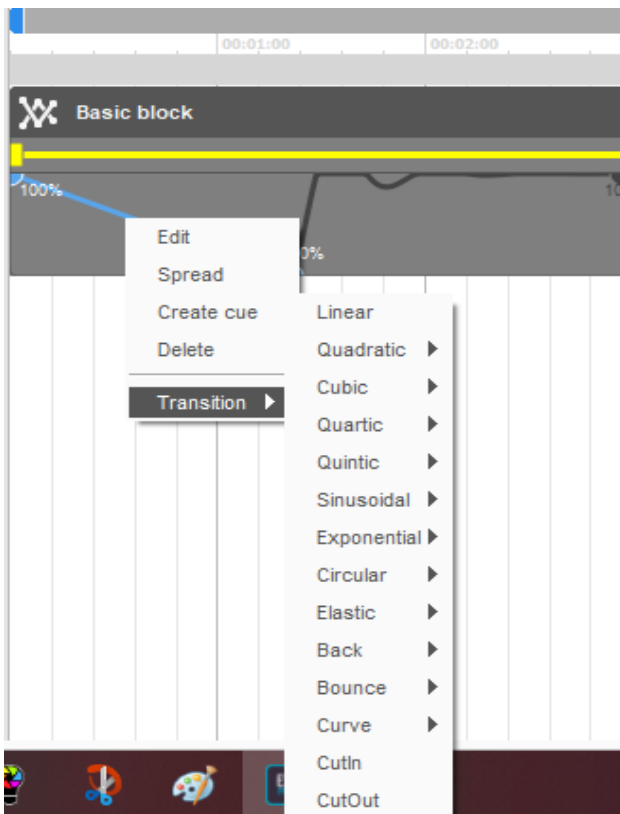 00:01:00 00:02:00
Basic block
100%
0%
10
Edit
Spread
Create cue
Delete
Transition
Linear
Quadratic
Cubic
Quartic
Quintic
Sinusoidal
Exponential
Circular
Elastic
Back
Bounce
Curve
CutIn
CutOut